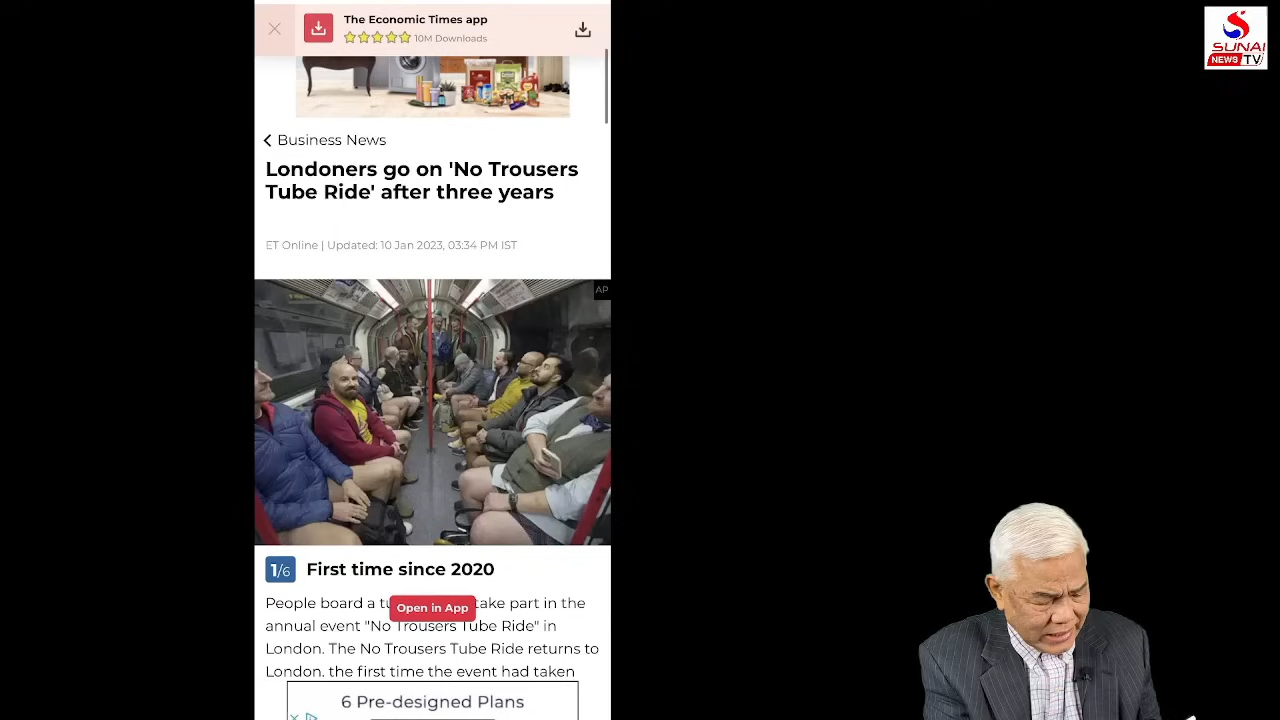 The Economic Times app
10M Downloads
SUNAI
NEWS TV
Business News
Londoners go on 'No Trousers
Tube Ride' after three years
ET Online | Updated: 10 Jan 2023, 03:34 PM IST
AP
1/6 First time since 2020
People board a tu take part in the
Open in App
annual event "No Trousers Tube Ride" in
London. The No Trousers Tube Ride returns to
London, the first time the event had taken
6 Pre-designed Plans